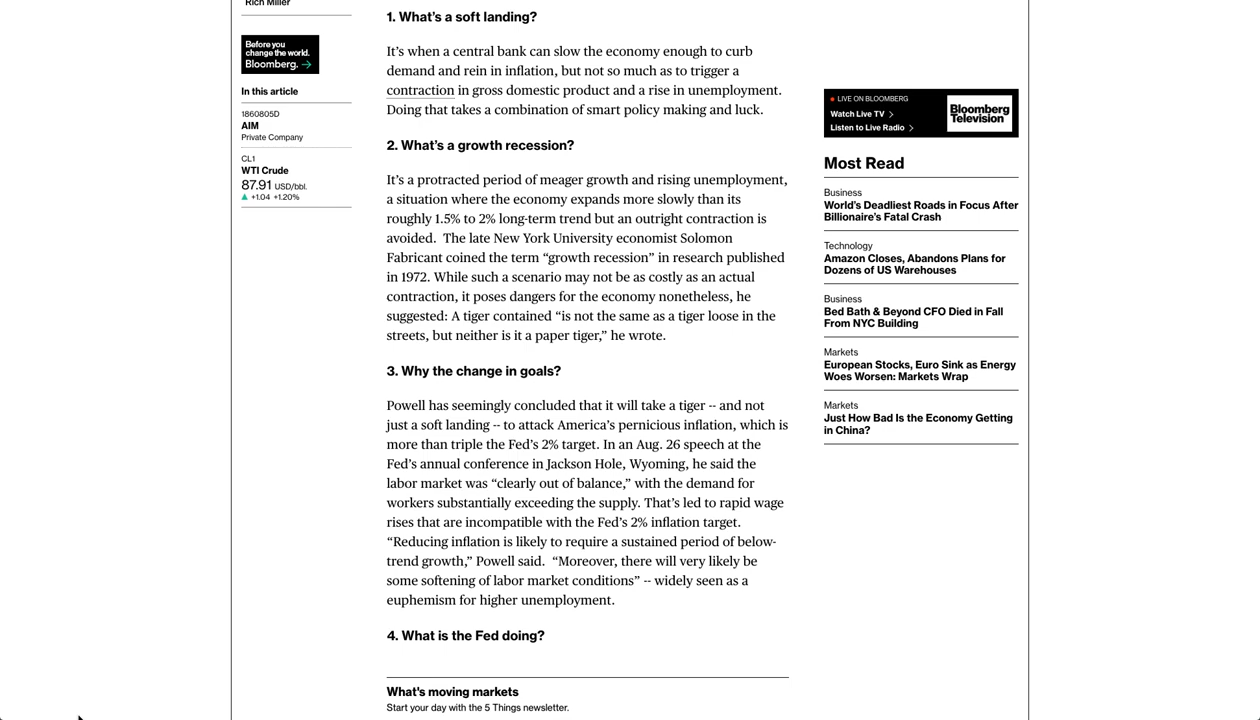 Rich Miller
Before you
change the world.
Bloomberg. →
In this article
1860805D
AIM
Private Company
CL1
WTI Crude
87.91 USD/bbl.
▲ +1.04 +1.20%
1. What’s a soft landing?
It’s when a central bank can slow the economy enough to curb
demand and rein in inflation, but not so much as to trigger a
contraction in gross domestic product and a rise in unemployment.
Doing that takes a combination of smart policy making and luck.
2. What’s a growth recession?
It’s a protracted period of meager growth and rising unemployment,
a situation where the economy expands more slowly than its
roughly 1.5% to 2% long-term trend but an outright contraction is
avoided.  The late New York University economist Solomon
Fabricant coined the term “growth recession” in research published
in 1972. While such a scenario may not be as costly as an actual
contraction, it poses dangers for the economy nonetheless, he
suggested: A tiger contained “is not the same as a tiger loose in the
streets, but neither is it a paper tiger,” he wrote.
3. Why the change in goals?
Powell has seemingly concluded that it will take a tiger -- and not
just a soft landing -- to attack America’s pernicious inflation, which is
more than triple the Fed’s 2% target. In an Aug. 26 speech at the
Fed’s annual conference in Jackson Hole, Wyoming, he said the
labor market was “clearly out of balance,” with the demand for
workers substantially exceeding the supply. That’s led to rapid wage
rises that are incompatible with the Fed’s 2% inflation target.
“Reducing inflation is likely to require a sustained period of below-
trend growth,” Powell said.  “Moreover, there will very likely be
some softening of labor market conditions” -- widely seen as a
euphemism for higher unemployment.
4. What is the Fed doing?
What’s moving markets
Start your day with the 5 Things newsletter.
LIVE ON BLOOMBERG
Watch Live TV >
Listen to Live Radio >
Bloomberg
Television
Most Read
Business
World’s Deadliest Roads in Focus After
Billionaire’s Fatal Crash
Technology
Amazon Closes, Abandons Plans for
Dozens of US Warehouses
Business
Bed Bath & Beyond CFO Died in Fall
From NYC Building
Markets
European Stocks, Euro Sink as Energy
Woes Worsen: Markets Wrap
Markets
Just How Bad Is the Economy Getting
in China?